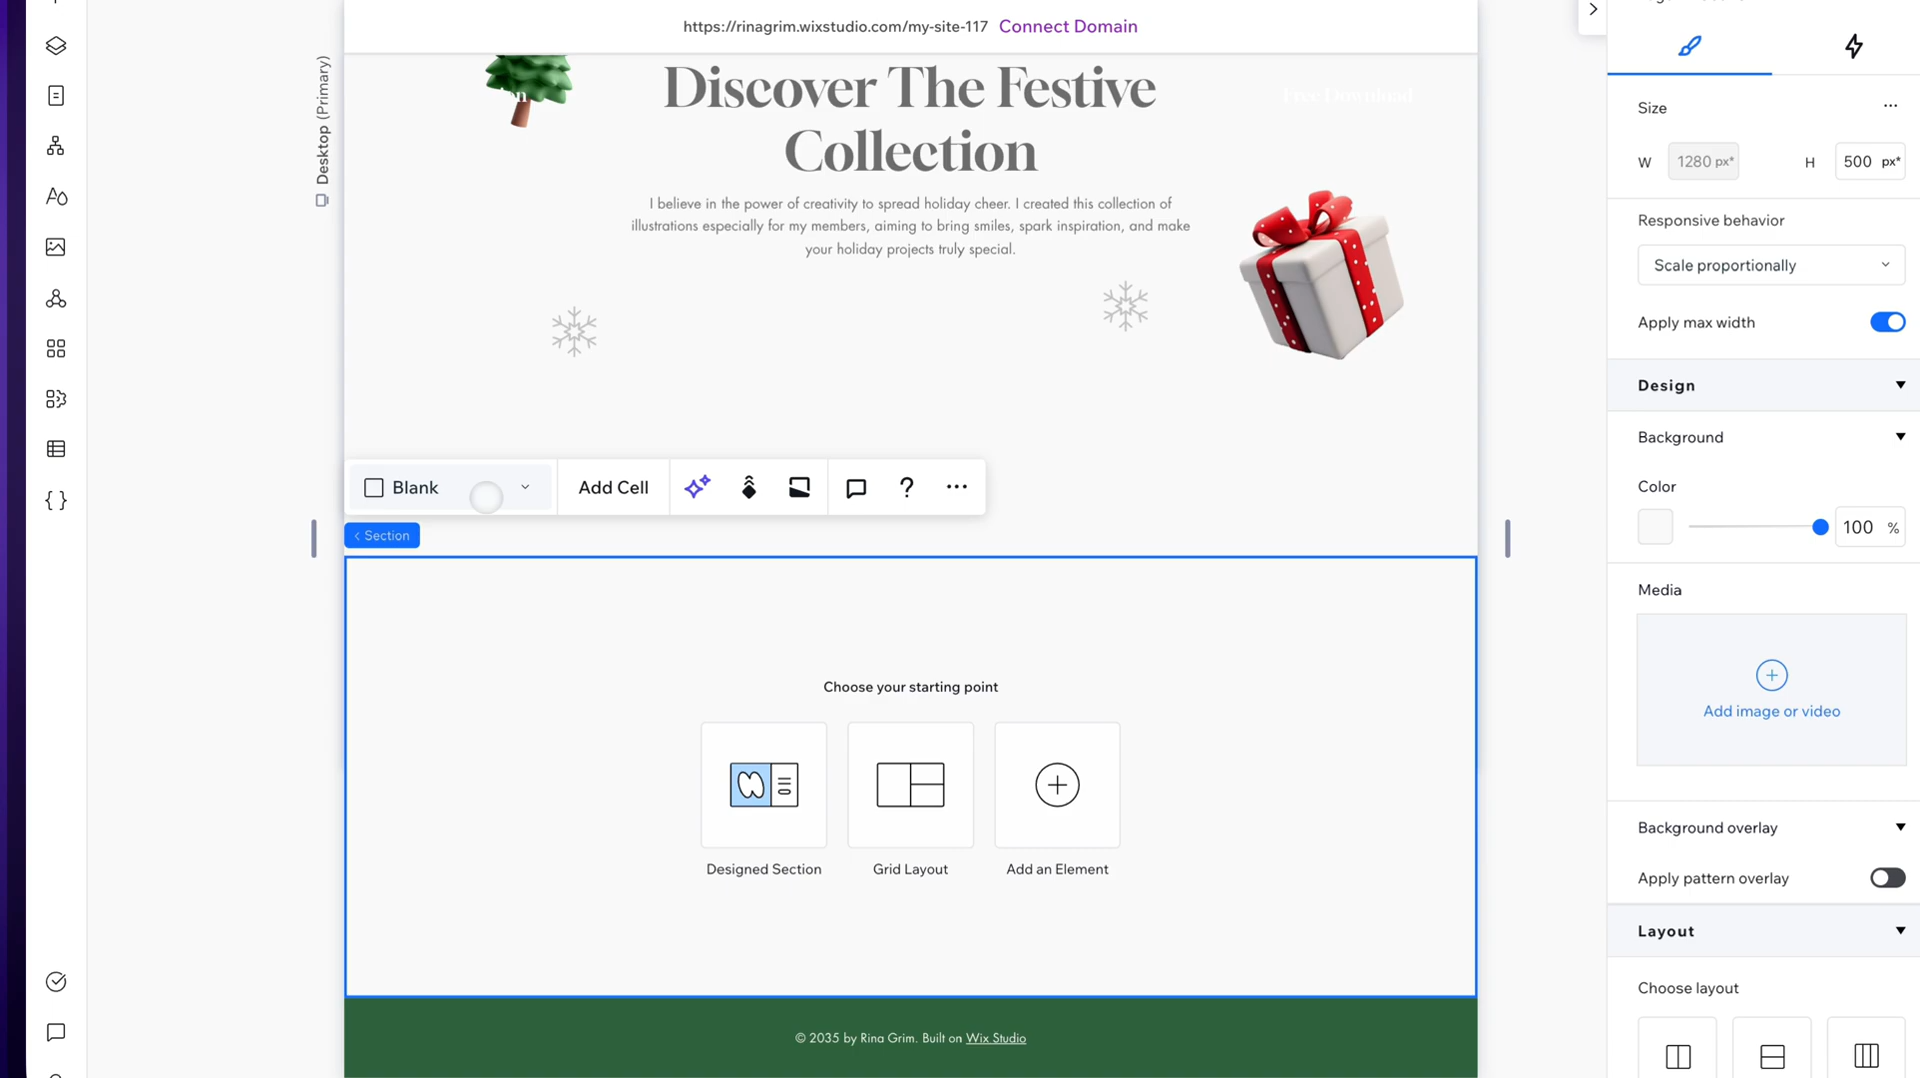 https://rinagrim.wixstudio.com/my-site-117 Connect Domain
Desktop (Primary)
Discover The Festive
Collection
Free Download
I believe in the power of creativity to spread holiday cheer. I created this collection of
illustrations especially for my members, aiming to bring smiles, spark inspiration, and make
your holiday projects truly special.
Blank
Add Cell
?
< Section
Choose your starting point
Designed Section
Grid Layout
Add an Element
© 2035 by Rina Grim. Built on Wix Studio
Size
W 1280 px* H 500 px*
Responsive behavior
Scale proportionally
Apply max width
Design
Background
Color
100 %
Media
Add image or video
Background overlay
Apply pattern overlay
Layout
Choose layout